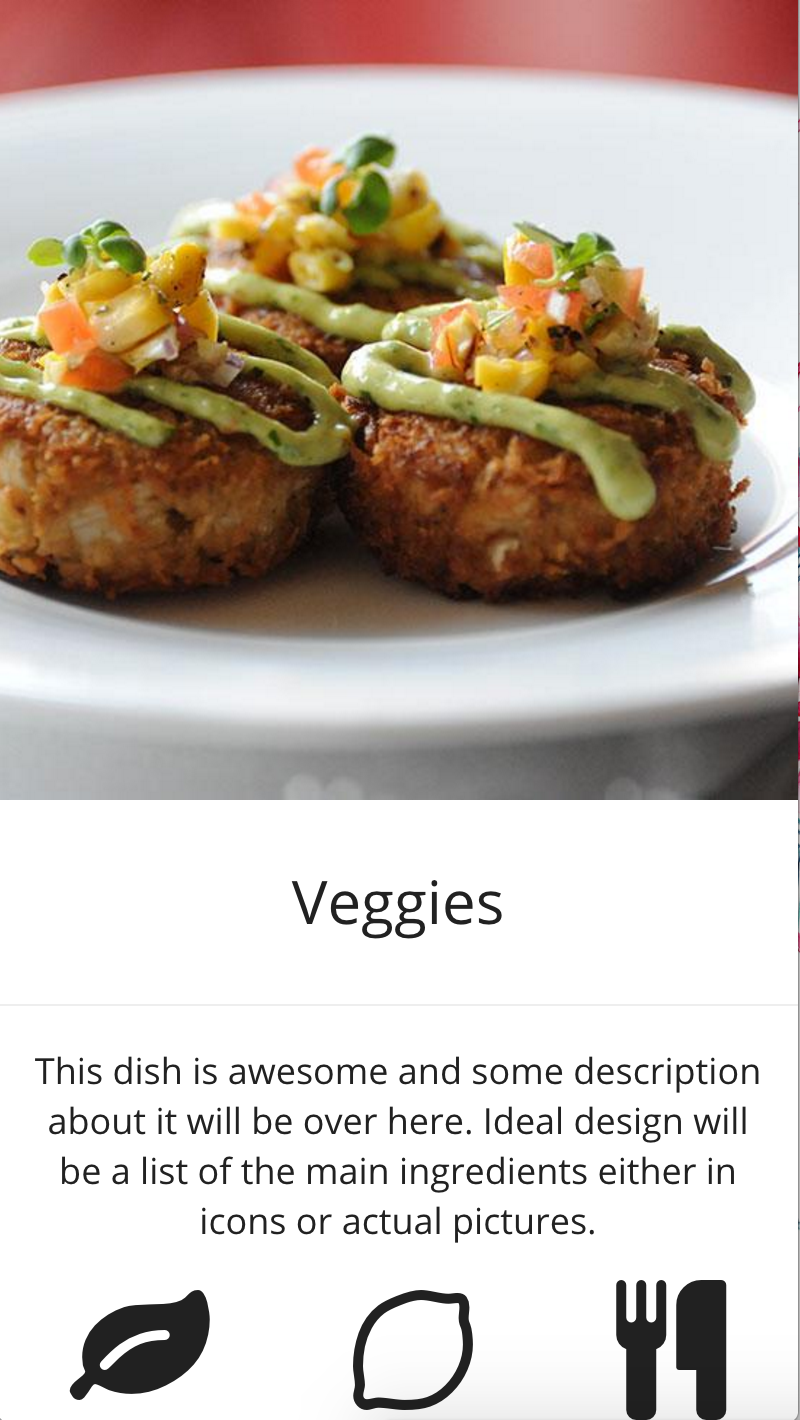 Veggies
This dish is awesome and some description
about it will be over here. Ideal design will
be a list of the main ingredients either in
icons or actual pictures.